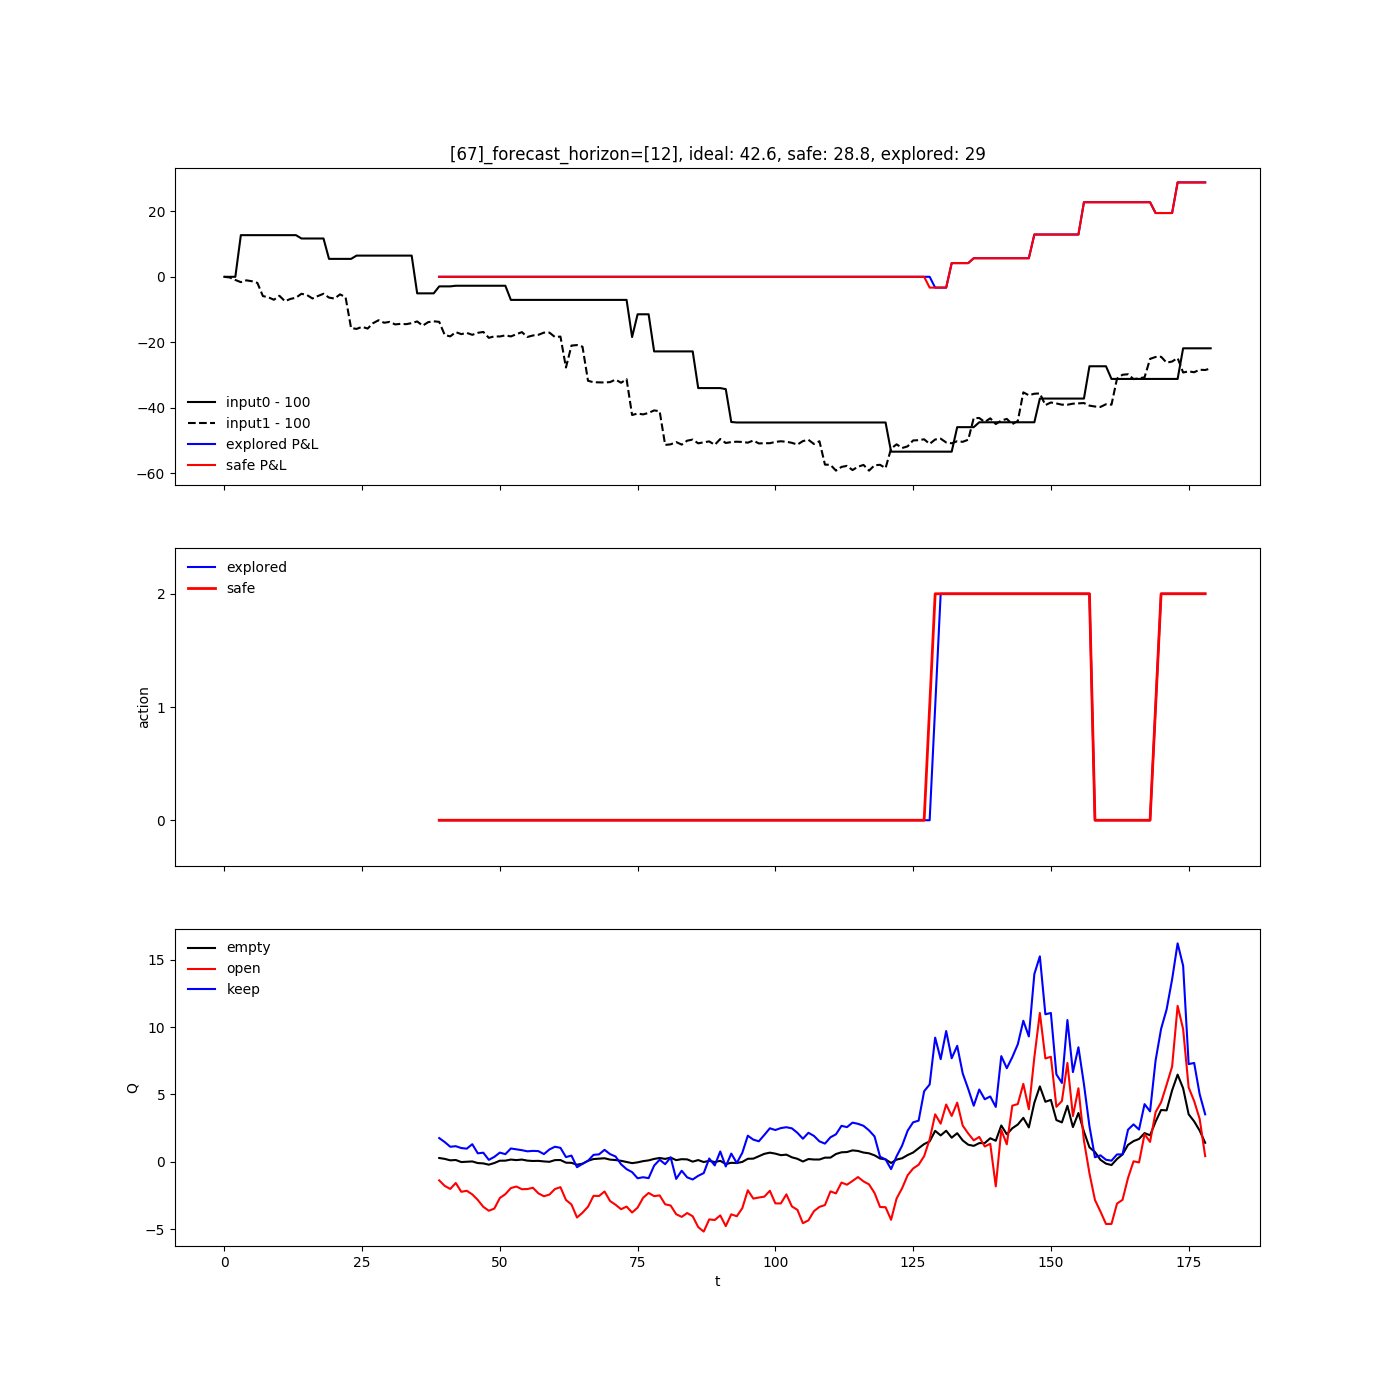 [67]_forecast_horizon=[12], ideal: 42.6, safe: 28.8, explored: 29
20
0
−20
−40
−60
input0 - 100
input1 - 100
explored P&L
safe P&L
explored
safe
2
1
0
action
empty
open
keep
15
10
5
0
−5
Q
0 25 50 75 100 125 150 175
t